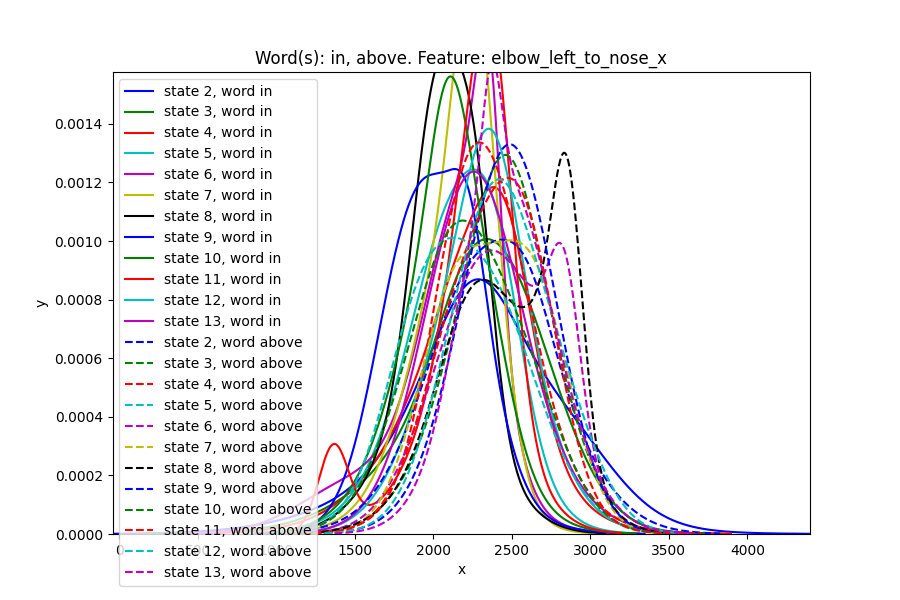 Word(s): in, above. Feature: elbow_left_to_nose_x
y
0.0014
0.0012
0.0010
0.0008
0.0006
0.0004
0.0002
0.0000
state 2, word in
state 3, word in
state 4, word in
state 5, word in
state 6, word in
state 7, word in
state 8, word in
state 9, word in
state 10, word in
state 11, word in
state 12, word in
state 13, word in
state 2, word above
state 3, word above
state 4, word above
state 5, word above
state 6, word above
state 7, word above
state 8, word above
state 9, word above
state 10, word above
state 11, word above
state 12, word above
state 13, word above
0 500 1000 1500 2000 2500 3000 3500 4000
x